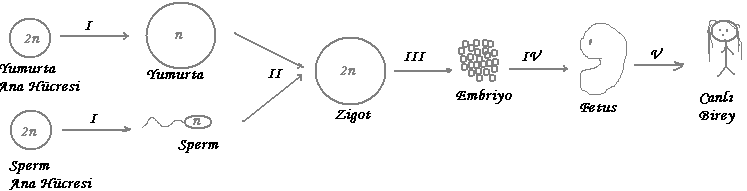 2n
I
n
Yumurta
Ana Hücresi
Yumurta
II
2n
Zigot
III
Embriyo
IV
Fetus
V
Canlı
Birey
2n
I
n
Sperm
Sperm
Ana Hücresi